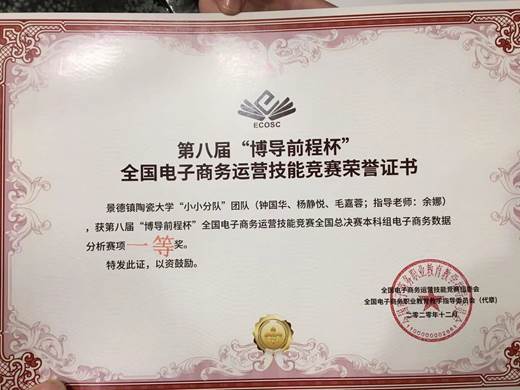 ECOSC
第八届“博导前程杯”
全国电子商务运营技能竞赛荣誉证书
景德镇陶瓷大学“小小分队”团队（钟国华、杨静悦、毛嘉蓉；指导老师：余娜）
，获第八届“博导前程杯”全国电子商务运营技能竞赛全国总决赛本科组电子商务数据
分析赛项一等奖。
特发此证，以资鼓励。
全国电子商务运营技能竞赛组委会
全国电子商务职业教育教学指导委员会（代章）
二〇二〇年十二月